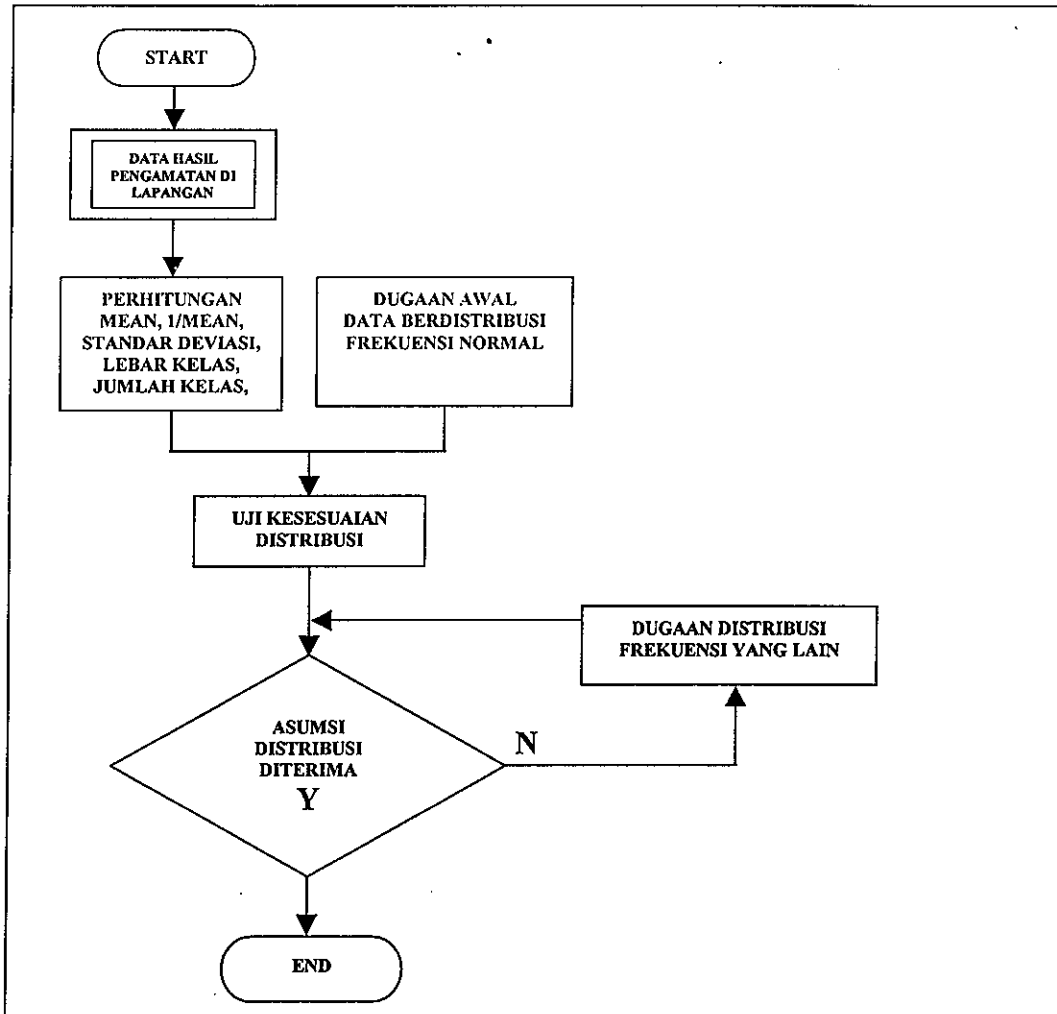 START
DATA HASIL
PENGAMATAN DI
LAPANGAN
PERHITUNGAN
MEAN, 1/MEAN,
STANDAR DEVIASI,
LEBAR KELAS,
JUMLAH KELAS,
DUGAAN AWAL
DATA BERDISTRIBUSI
FREKUENSI NORMAL
UJI KESESUAIAN
DISTRIBUSI
DUGAAN DISTRIBUSI
FREKUENSI YANG LAIN
ASUMSI
DISTRIBUSI
DITERIMA
Y
N
END